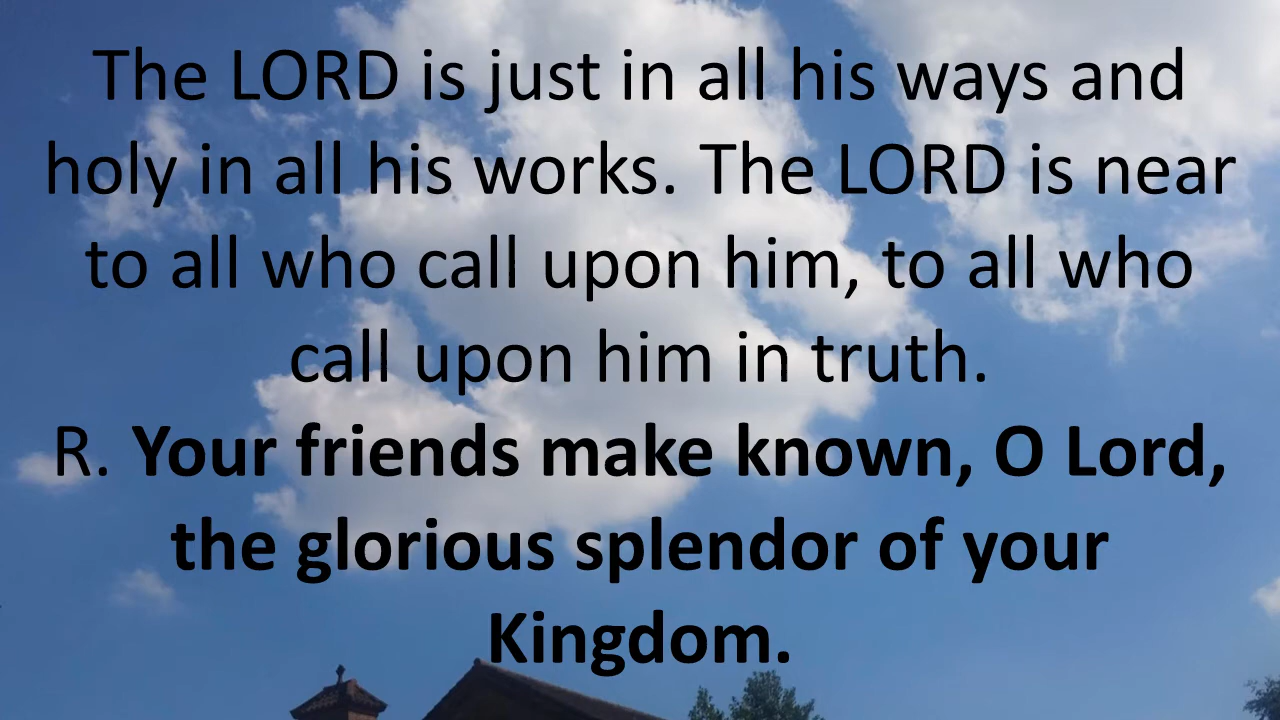 The LORD is just in all his ways and
holy in all his works. The LORD is near
to all who call upon him, to all who
call upon him in truth.
R. Your friends make known, O Lord,
the glorious splendor of your
Kingdom.